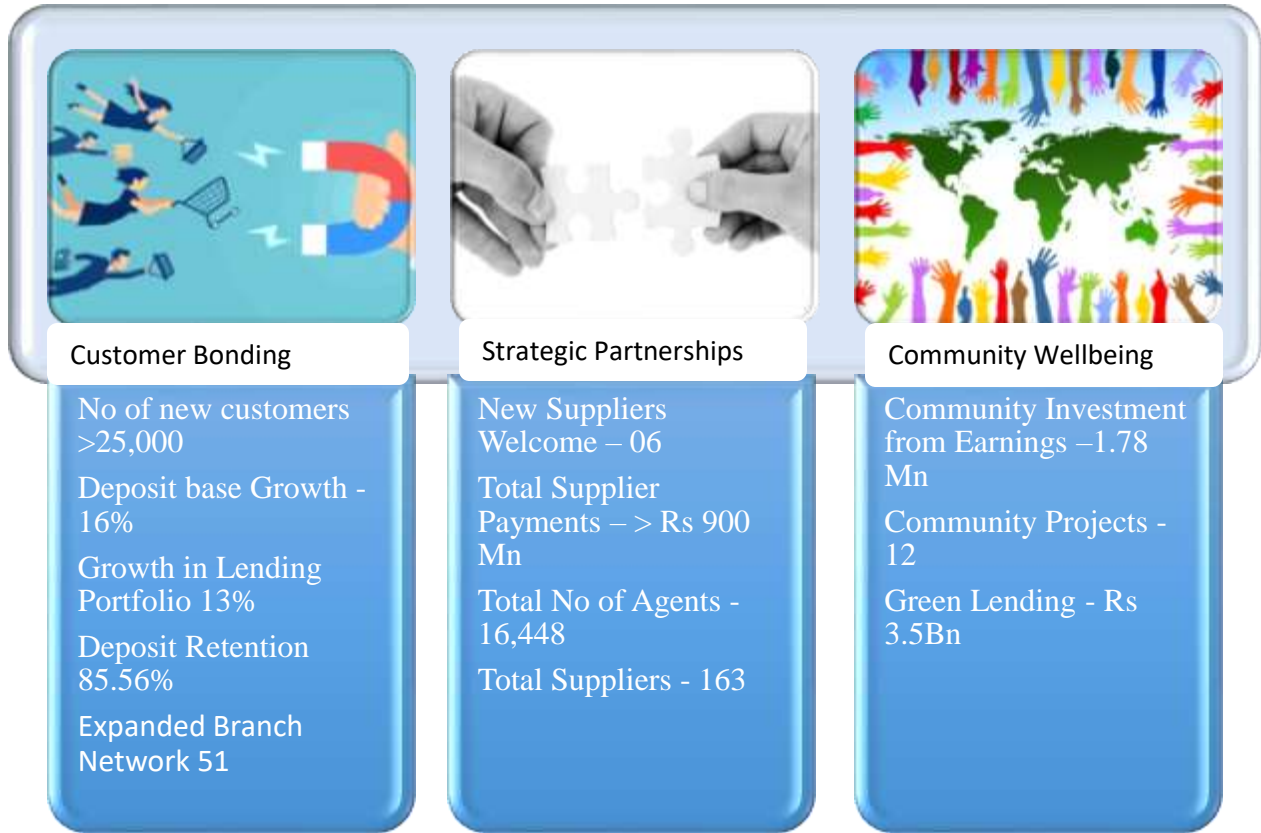 Customer Bonding
No of new customers
>25,000
Deposit base Growth -
16%
Growth in Lending
Portfolio 13%
Deposit Retention
85.56%
Expanded Branch
Network 51
Strategic Partnerships
New Suppliers
Welcome – 06
Total Supplier
Payments – > Rs 900
Mn
Total No of Agents -
16,448
Total Suppliers - 163
Community Wellbeing
Community Investment
from Earnings –1.78
Mn
Community Projects -
12
Green Lending - Rs
3.5Bn